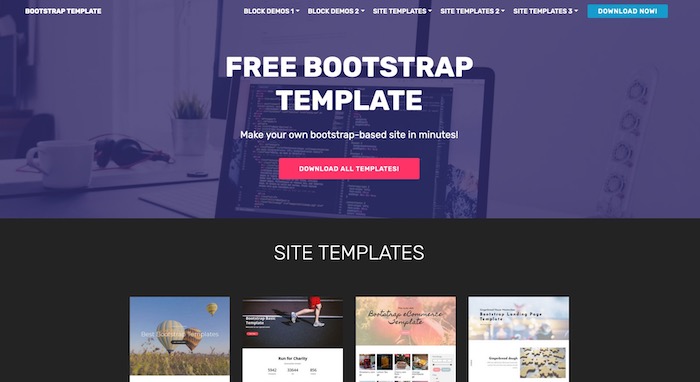 BOOTSTRAP TEMPLATE
BLOCK DEMOS 1
BLOCK DEMOS 2
SITE TEMPLATES
SITE TEMPLATES 2
SITE TEMPLATES 3
DOWNLOAD NOW!
FREE BOOTSTRAP
TEMPLATE
Make your own bootstrap-based site in minutes!
DOWNLOAD ALL TEMPLATES!
SITE TEMPLATES
Best Bootstrap Templates
Bootstrap Basic
Template
Run for Charity
Bootstrap eCommerce
Template
Bootstrap Landing Page
Template
Gingerbread dough